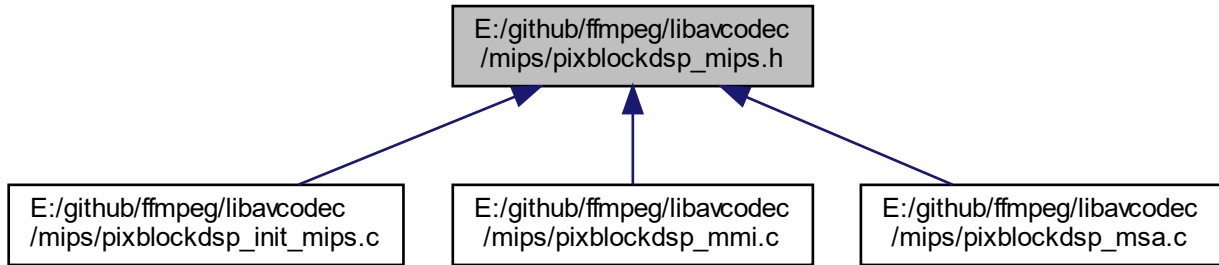 E:/github/ffmpeg/libavcodec
/mips/pixblockdsp_mips.h
E:/github/ffmpeg/libavcodec
/mips/pixblockdsp_init_mips.c
E:/github/ffmpeg/libavcodec
/mips/pixblockdsp_mmi.c
E:/github/ffmpeg/libavcodec
/mips/pixblockdsp_msa.c